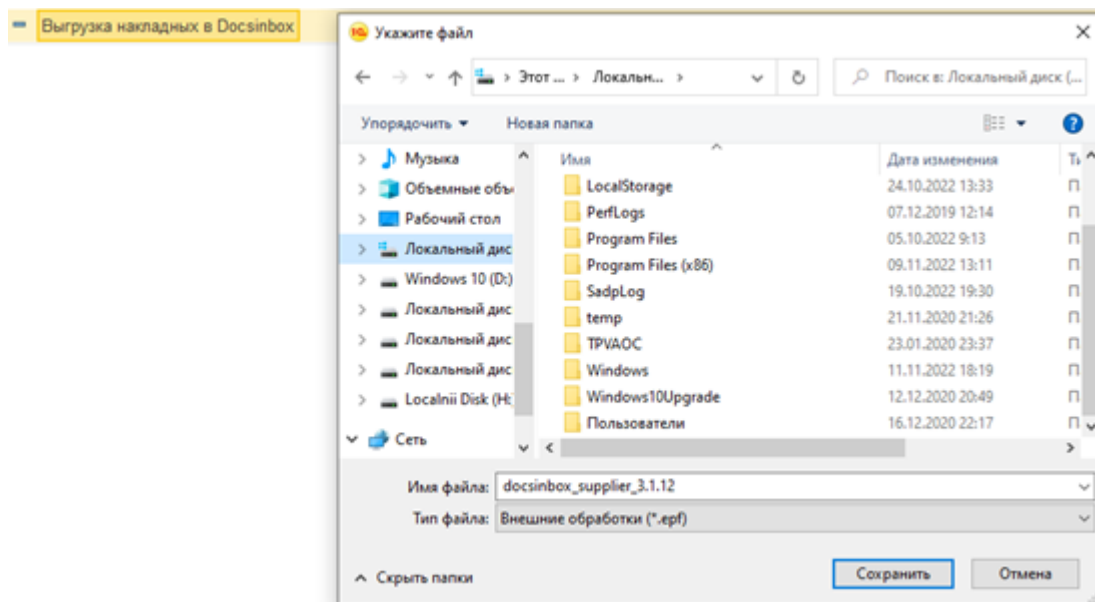 Выгрузка накладных в Docsinbox
Укажите файл
Этот ... > Локальн... >
Поиск в: Локальный диск (...
Упорядочить
Новая папка
Имя
Дата изменения
Музыка
Объемные объ
Рабочий стол
Локальный дис
Windows 10 (D:)
Локальный дис
Локальный дис
Локальный дис
Localnii Disk (H:
Сеть
LocalStorage 24.10.2022 13:33
PerfLogs 07.12.2019 12:14
Program Files 05.10.2022 9:13
Program Files (x86) 09.11.2022 13:11
SadpLog 19.10.2022 19:30
temp 21.11.2020 21:26
TPVAOC 23.01.2020 23:37
Windows 11.11.2022 18:19
Windows10Upgrade 12.12.2020 20:49
Пользователи 16.12.2020 22:17
Имя файла: docsinbox_supplier_3.1.12
Тип файла: Внешние обработки (*.epf)
Скрыть папки
Сохранить
Отмена